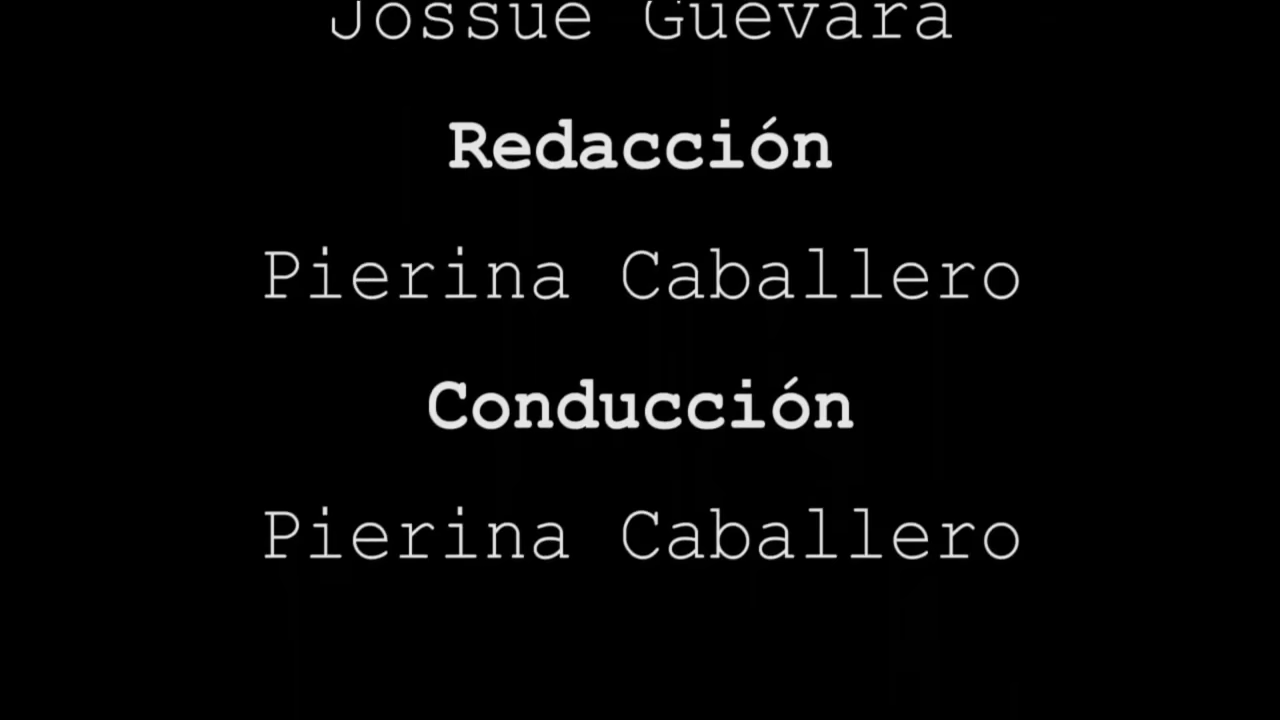 Jossue Guevara
Redacción
Pierina Caballero
Conducción
Pierina Caballero